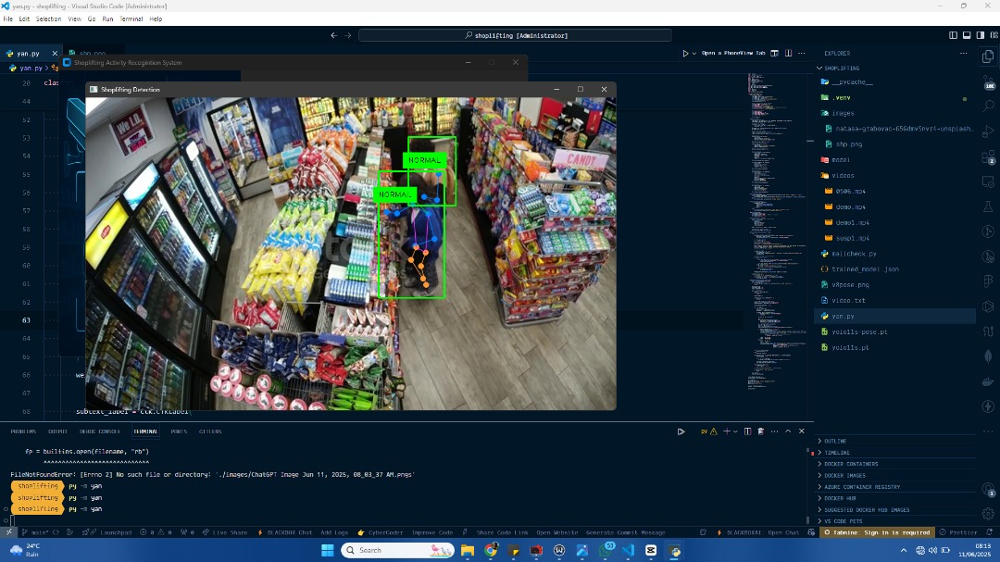 yan.py - shoplifting - Visual Studio Code [Administrator]
File Edit Selection View Go Run Terminal Help
shoplifting [Administrator]
yan.py
shp.png
Open a PhoneView Tab
EXPLORER
yan.py
Shoplifting Activity Recogintion System
SHOPLIFTING
20
clas
44
52
53
54
55
56
57
58
59
60
61
62
63
64
65
66
we
67
68
subtext_label = ctk.CTkLabel(
Shoplifting Detection
WE I.D.
CANDY
NORMAL
NORMAL
__pycache__
.venv
images
natasa-grabovac-656dmv5nvr4-unsplash...
shp.png
model
videos
0506.mp4
demo.mp4
demo1.mp4
susp1.mp4
mailcheck.py
trained_model.json
v8pose.png
video.txt
yan.py
yolo11s-pose.pt
yolo11s.pt
PROBLEMS OUTPUT DEBUG CONSOLE TERMINAL PORTS GITLENS
py
fp = builtins.open(filename, "rb")
^^^^^^^^^^^^^^^^^^^^^^^^^^^^
FileNotFoundError: [Errno 2] No such file or directory: './images/ChatGPT Image Jun 11, 2025, 08_03_37 AM.pngs'
shoplifting py -m yan
shoplifting py -m yan
shoplifting py -m yan
OUTLINE
TIMELINE
DOCKER CONTAINERS
DOCKER IMAGES
AZURE CONTAINER REGISTRY
DOCKER HUB
SUGGESTED DOCKER HUB IMAGES
VS CODE PETS
main* Launchpad 0 0 0 Live Share BLACKBOX Chat Add Logs CyberCoder Improve Code Share Code Link Open Website Generate Commit Message BLACKBOXAI: Open Chat Tabnine: Sign in is required Prettier
24°C
Rain
Search
08:13
11/06/2025